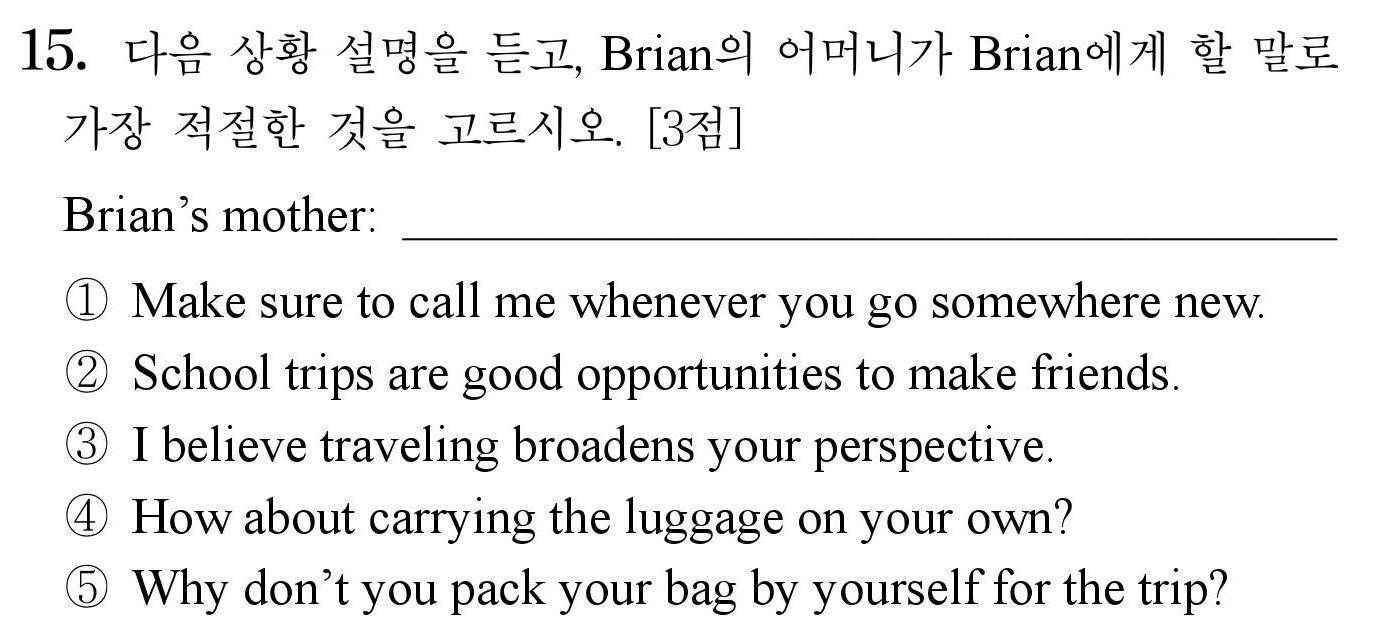 15. 다음 상황 설명을 듣고, Brian의 어머니가 Brian에게 할 말로
가장 적절한 것을 고르시오. [3점]
Brian’s mother: 
① Make sure to call me whenever you go somewhere new.
② School trips are good opportunities to make friends.
③ I believe traveling broadens your perspective.
④ How about carrying the luggage on your own?
⑤ Why don’t you pack your bag by yourself for the trip?